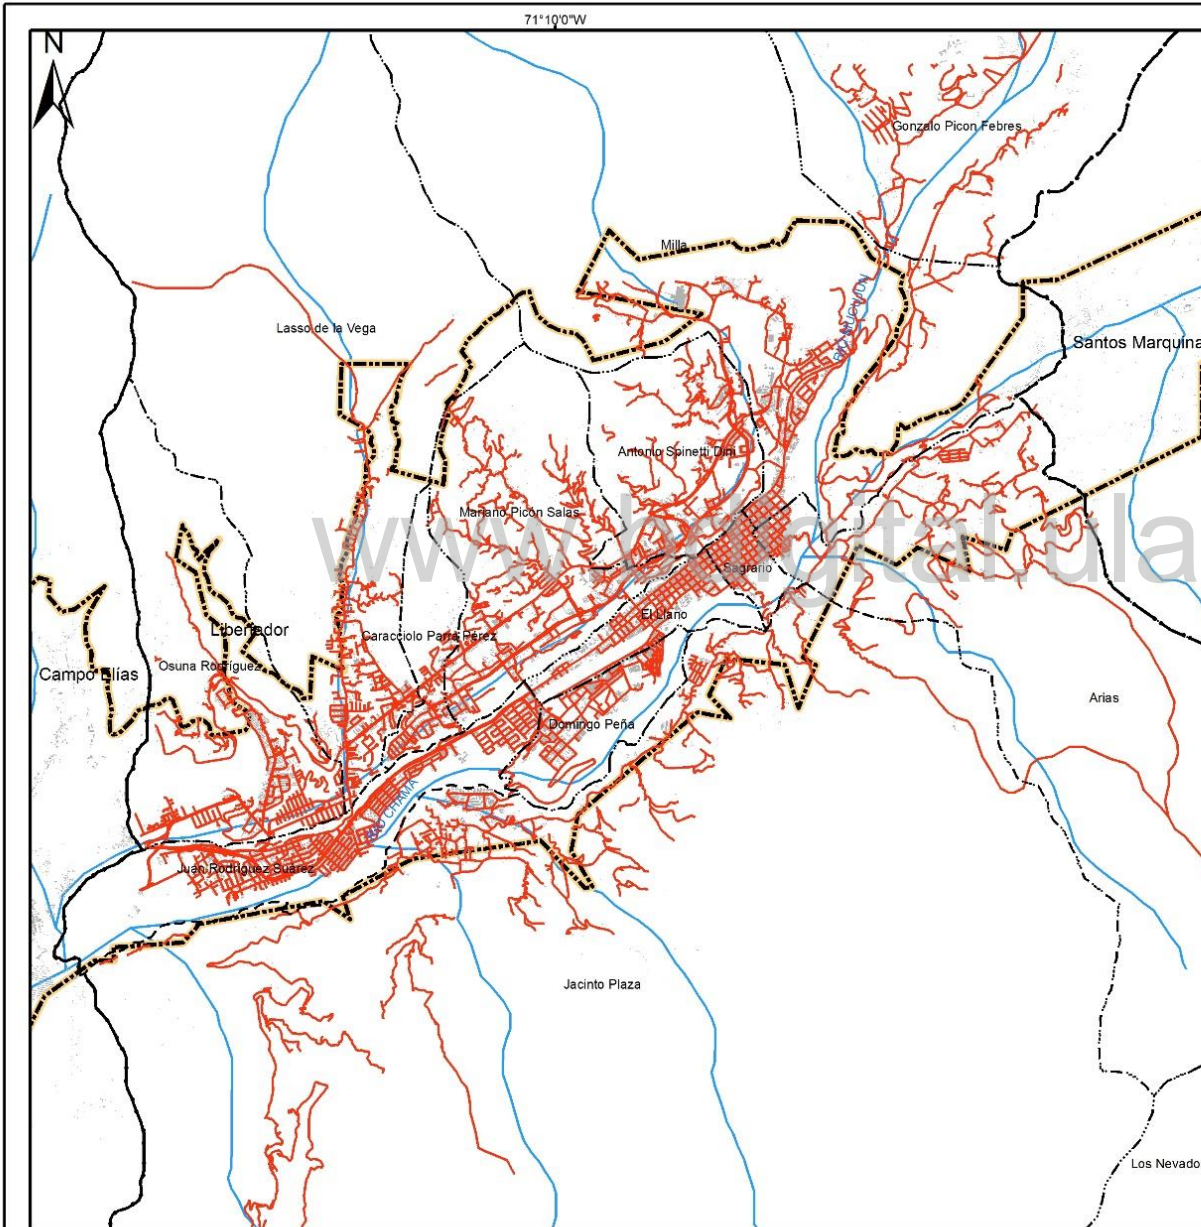 71°10'0"W
N
Gonzalo Picon Febres
Milla
RIO MUCUJUN
Lasso de la Vega
Santos Marquina
Antonio Spinetti Dini
Mariano Picón Salas
www.bdigital.ula
Sagrario
El Llano
Libertador
Caracciolo Parra Pérez
Campo Elías
Osuna Rodríguez
Arias
Domingo Peña
RIO CHAMA
Juan Rodríguez Suárez
Jacinto Plaza
Los Nevado